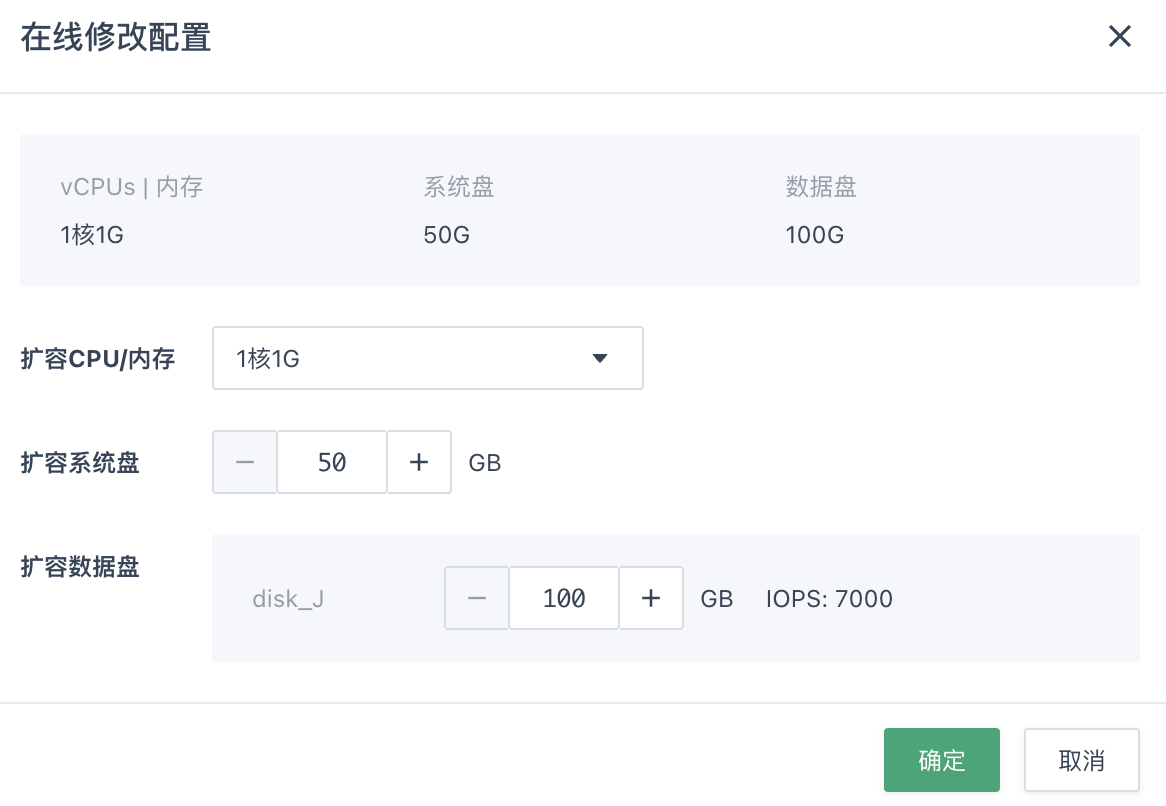 在线修改配置
vCPUs | 内存 系统盘 数据盘
1核1G 50G 100G
扩容CPU/内存 1核1G
扩容系统盘 50 GB
扩容数据盘
disk_J 100 GB IOPS: 7000
确定 取消